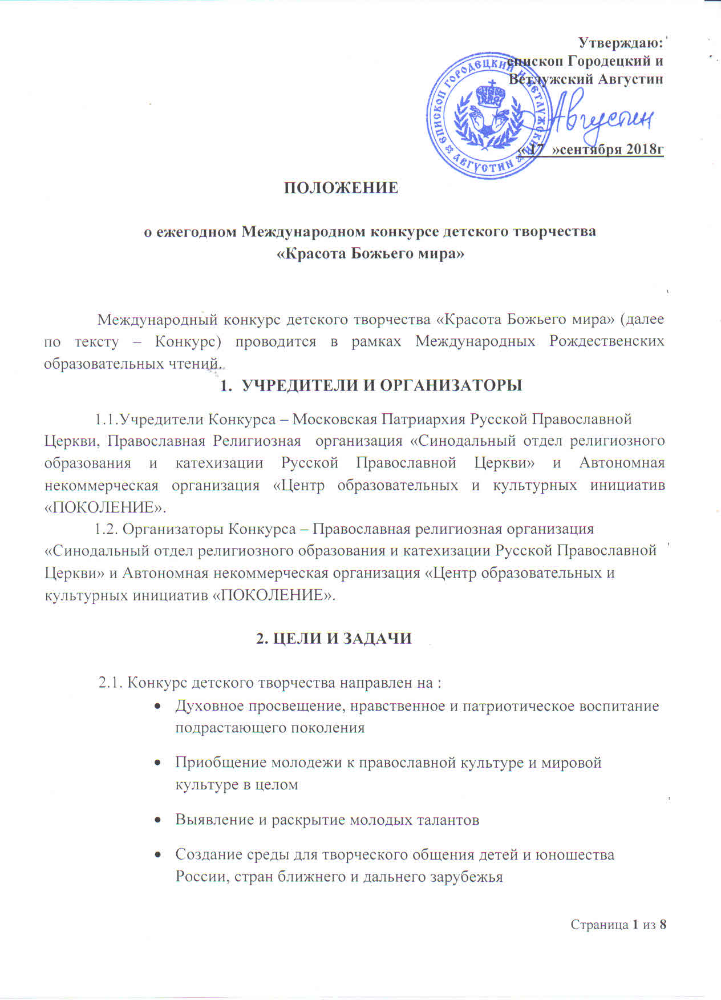 Утверждаю:
епископ Городецкий и
Ветлужский Августин
ЕПИСКОП ГОРОДЕЦКИЙ И ВЕТЛУЖСКИЙ
АВГУСТИН
Августин
« 17 »сентября 2018г
ПОЛОЖЕНИЕ
о ежегодном Международном конкурсе детского творчества
«Красота Божьего мира»
Международный конкурс детского творчества «Красота Божьего мира» (далее
по тексту – Конкурс) проводится в рамках Международных Рождественских
образовательных чтений.
1. УЧРЕДИТЕЛИ И ОРГАНИЗАТОРЫ
1.1.Учредители Конкурса – Московская Патриархия Русской Православной
Церкви, Православная Религиозная организация «Синодальный отдел религиозного
образования и катехизации Русской Православной Церкви» и Автономная
некоммерческая организация «Центр образовательных и культурных инициатив
«ПОКОЛЕНИЕ».
1.2. Организаторы Конкурса – Православная религиозная организация
«Синодальный отдел религиозного образования и катехизации Русской Православной
Церкви» и Автономная некоммерческая организация «Центр образовательных и
культурных инициатив «ПОКОЛЕНИЕ».
2. ЦЕЛИ И ЗАДАЧИ
2.1. Конкурс детского творчества направлен на :
• Духовное просвещение, нравственное и патриотическое воспитание
подрастающего поколения
• Приобщение молодежи к православной культуре и мировой
культуре в целом
• Выявление и раскрытие молодых талантов
• Создание среды для творческого общения детей и юношества
России, стран ближнего и дальнего зарубежья
Страница 1 из 8